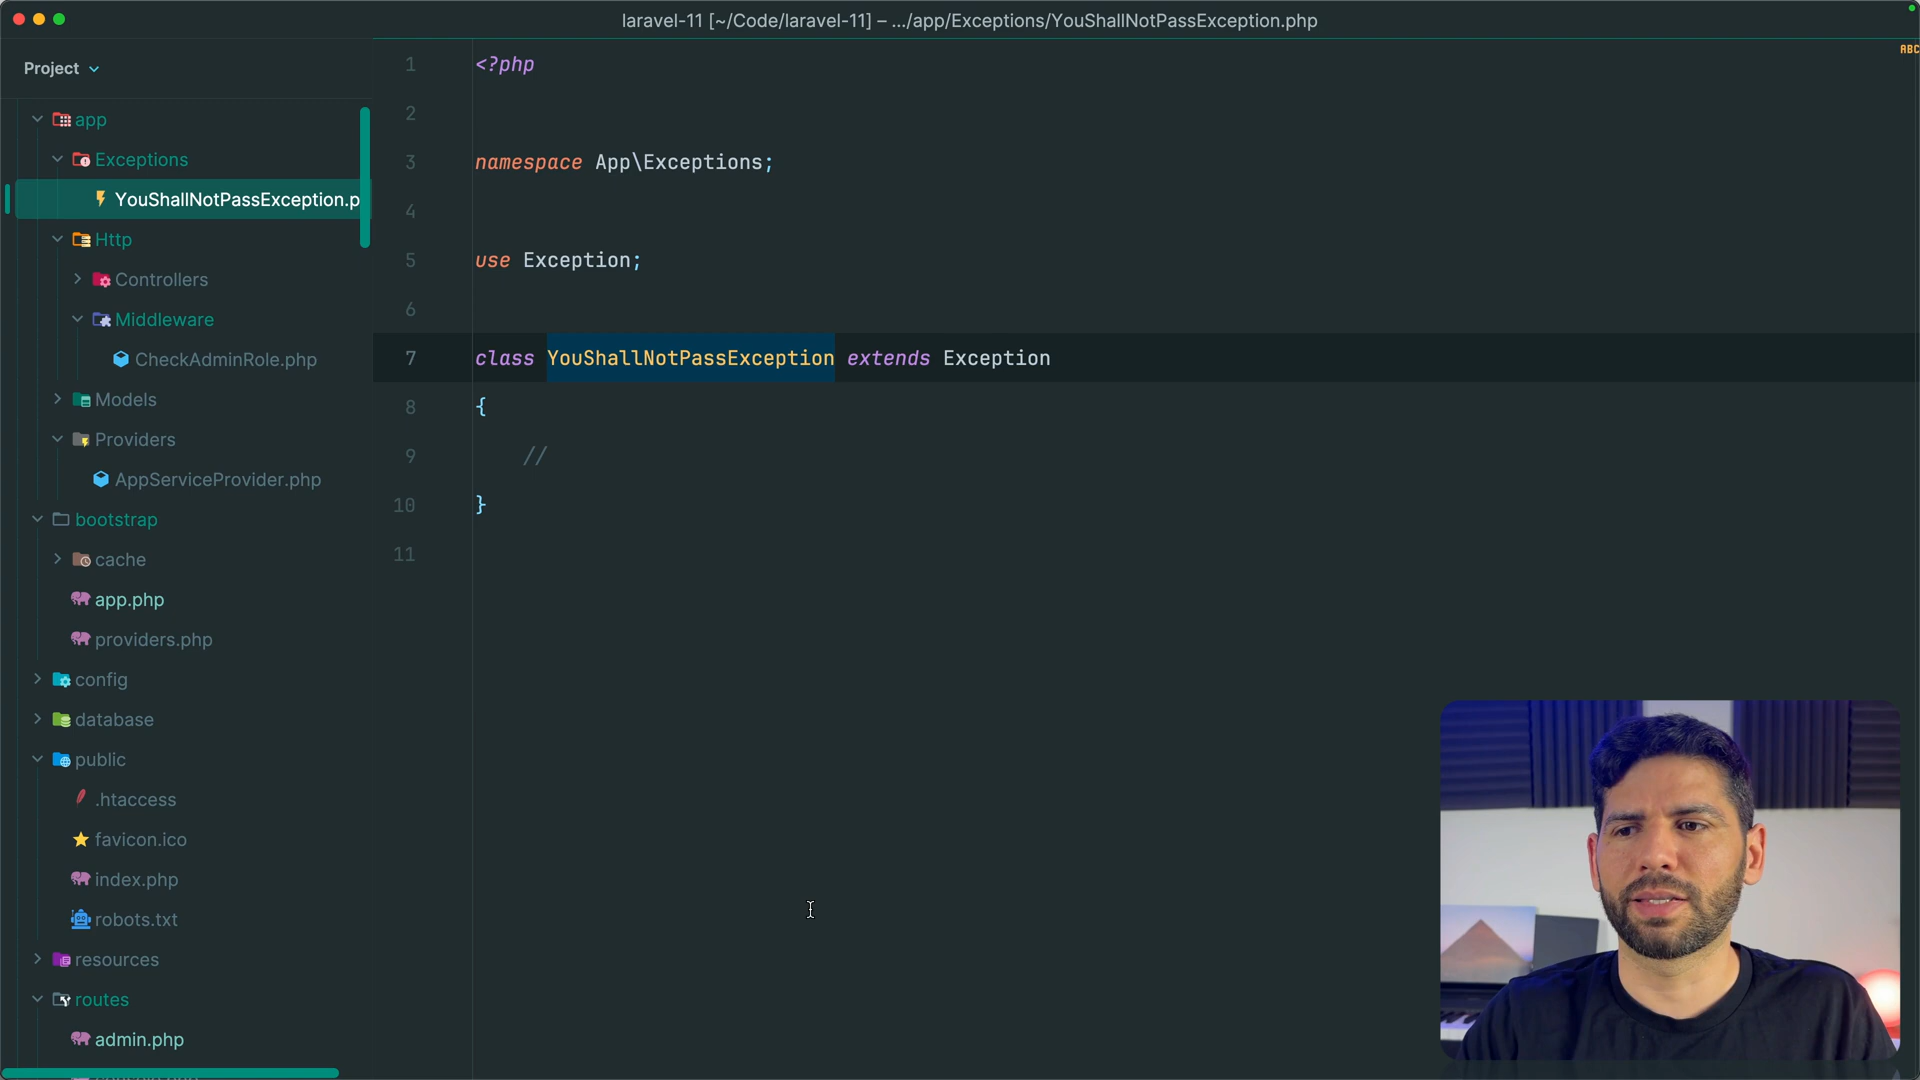 laravel-11 [~/Code/laravel-11] – .../app/Exceptions/YouShallNotPassException.php
ABC
Project
app
Exceptions
YouShallNotPassException.p
Http
Controllers
Middleware
CheckAdminRole.php
Models
Providers
AppServiceProvider.php
bootstrap
cache
app.php
providers.php
config
database
public
.htaccess
favicon.ico
index.php
robots.txt
resources
routes
admin.php
1 <?php
2
3 namespace App\Exceptions;
4
5 use Exception;
6
7 class YouShallNotPassException extends Exception
8 {
9 //
10 }
11